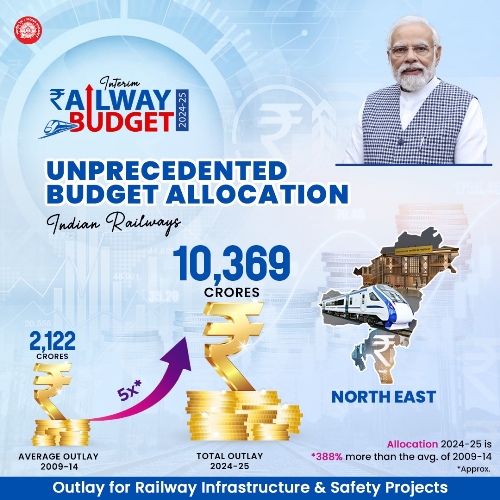 Interim
₹AILWAY
BUDGET
2024-25
UNPRECEDENTED
BUDGET ALLOCATION
Indian Railways
10,369
CRORES
2,122
CRORES
5x*
AVERAGE OUTLAY
2009-14
TOTAL OUTLAY
2024-25
NORTH EAST
Allocation 2024-25 is
*388% more than the avg. of 2009-14
*Approx.
Outlay for Railway Infrastructure & Safety Projects